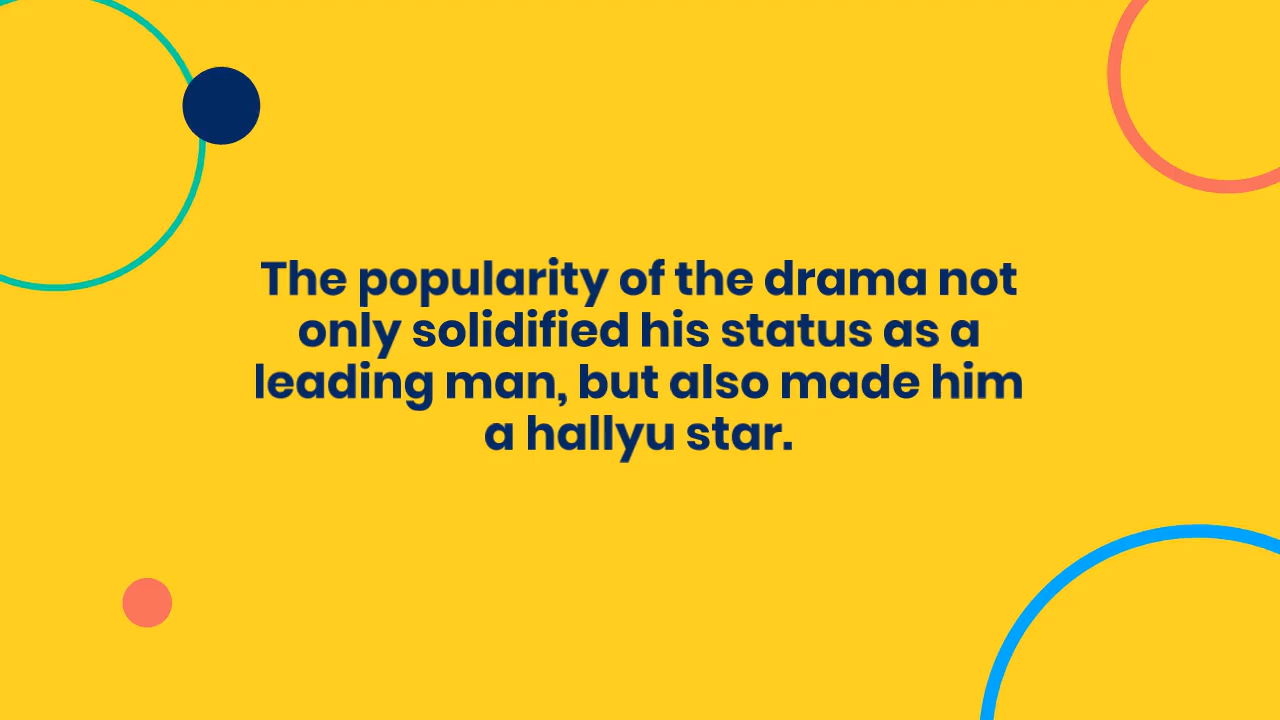 The popularity of the drama not
only solidified his status as a
leading man, but also made him
a hallyu star.